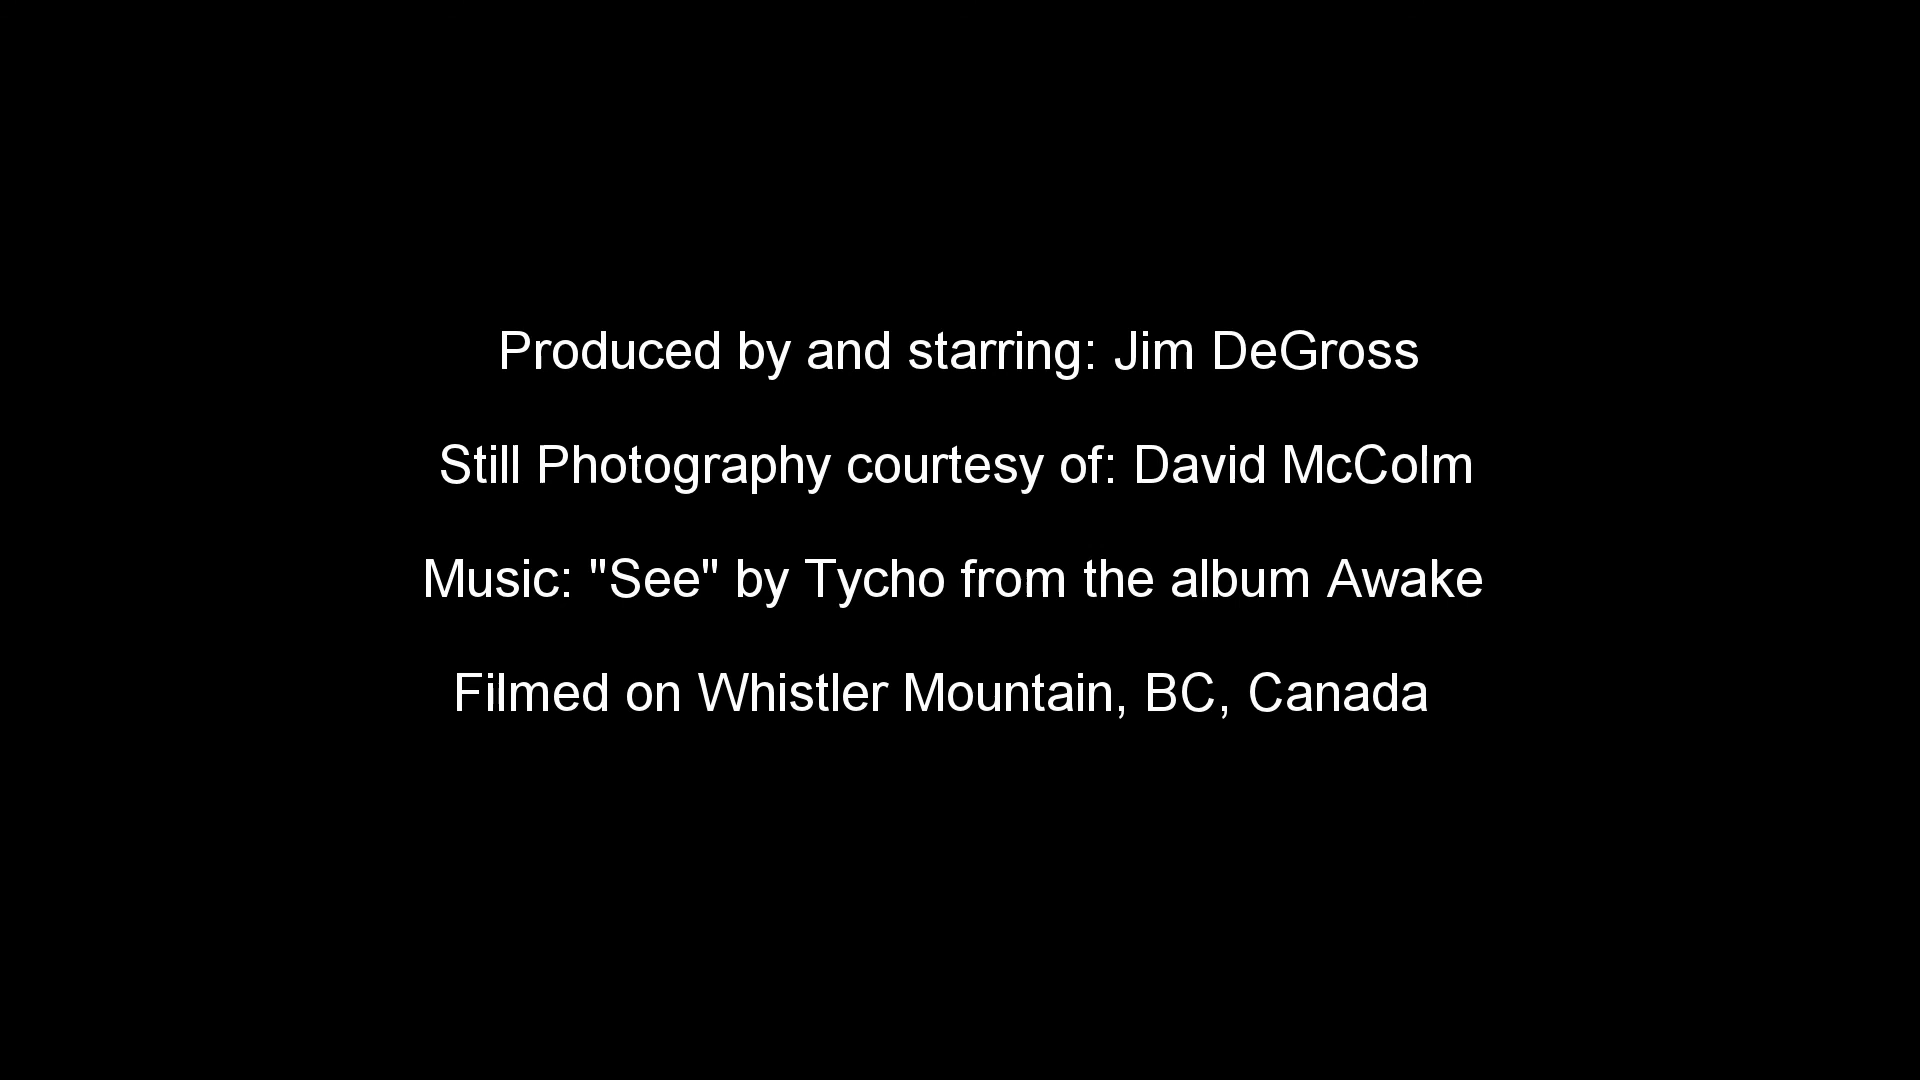 Produced by and starring: Jim DeGross
Still Photography courtesy of: David McColm
Music: "See" by Tycho from the album Awake
Filmed on Whistler Mountain, BC, Canada